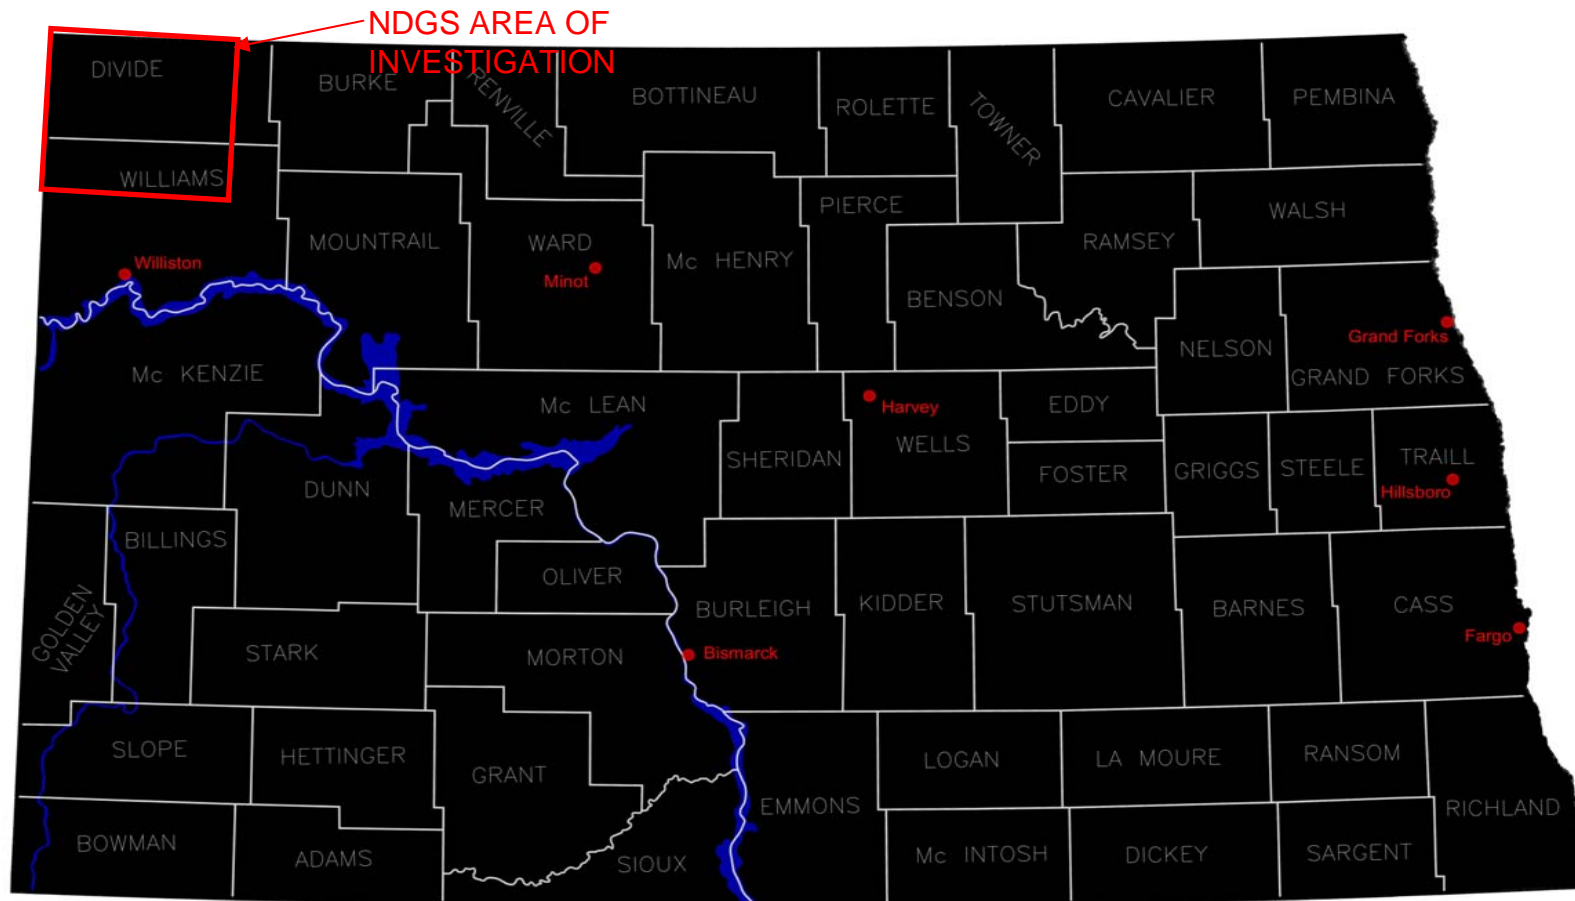 NDGS AREA OF
INVESTIGATION
DIVIDE
BURKE
RENVILLE
BOTTINEAU
ROLETTE
TOWNER
CAVALIER
PEMBINA
WILLIAMS
MOUNTRAIL
WARD
Minot
Mc HENRY
PIERCE
BENSON
RAMSEY
WALSH
Williston
Mc KENZIE
Mc LEAN
SHERIDAN
Harvey
WELLS
EDDY
FOSTER
NELSON
Grand Forks
GRAND FORKS
GRIGGS
STEELE
TRAILL
Hillsboro
DUNN
MERCER
OLIVER
BILLINGS
GOLDEN
VALLEY
STARK
MORTON
BURLEIGH
Bismarck
KIDDER
STUTSMAN
BARNES
CASS
Fargo
SLOPE
HETTINGER
GRANT
EMMONS
LOGAN
LA MOURE
RANSOM
RICHLAND
BOWMAN
ADAMS
SIOUX
Mc INTOSH
DICKEY
SARGENT